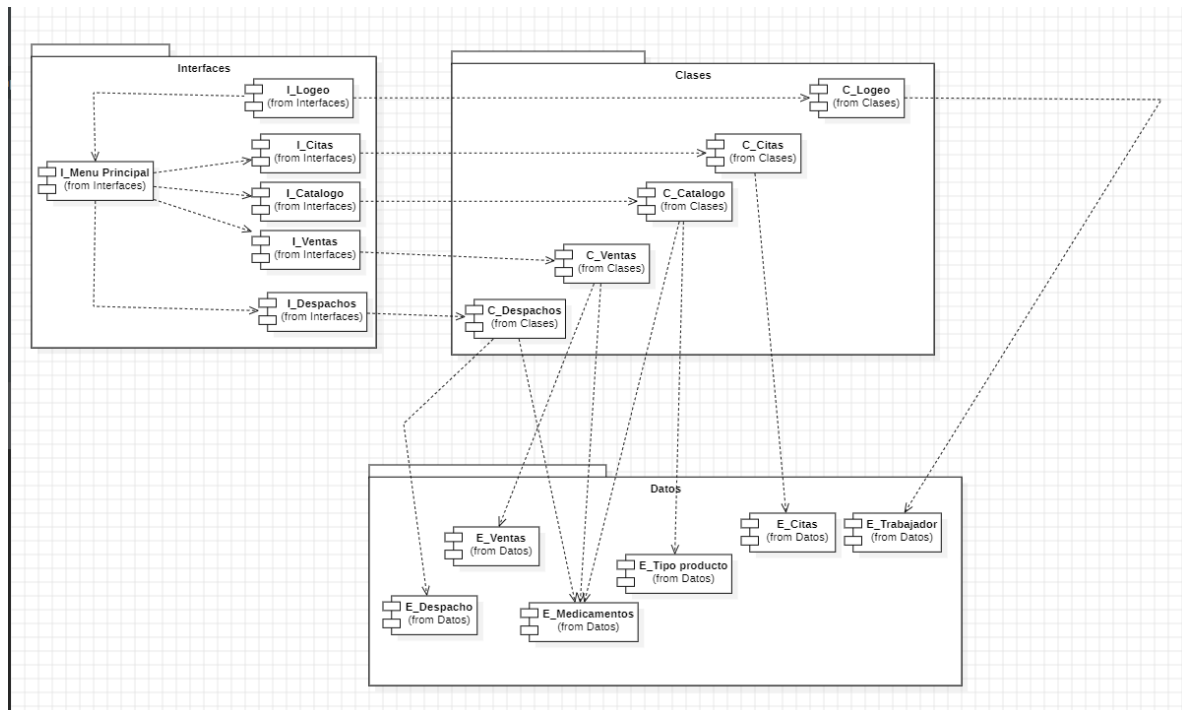 Interfaces
I_Logeo
(from Interfaces)
I_Citas
(from Interfaces)
I_Menu Principal
(from Interfaces)
I_Catalogo
(from Interfaces)
I_Ventas
(from Interfaces)
I_Despachos
(from Interfaces)
Clases
C_Logeo
(from Clases)
C_Citas
(from Clases)
C_Catalogo
(from Clases)
C_Ventas
(from Clases)
C_Despachos
(from Clases)
Datos
E_Citas
(from Datos)
E_Trabajador
(from Datos)
E_Ventas
(from Datos)
E_Tipo producto
(from Datos)
E_Despacho
(from Datos)
E_Medicamentos
(from Datos)